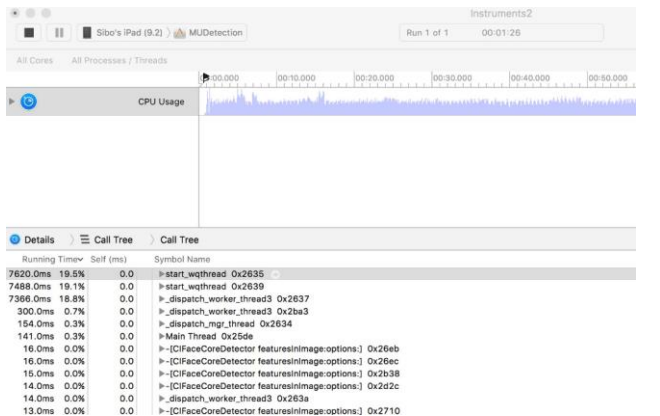 Instruments2
Sibo's iPad (9.2) MUDetection Run 1 of 1 00:01:26
All Cores All Processes / Threads
00:00.000 00:10.000 00:20.000 00:30.000 00:40.000 00:50.000
CPU Usage
Details Call Tree Call Tree
Running Time Self (ms) Symbol Name
7620.0ms 19.5% 0.0 start_wqthread 0x2635
7488.0ms 19.1% 0.0 start_wqthread 0x2639
7366.0ms 18.8% 0.0 _dispatch_worker_thread3 0x2637
300.0ms 0.7% 0.0 _dispatch_worker_thread3 0x2ba3
154.0ms 0.3% 0.0 _dispatch_mgr_thread 0x2634
141.0ms 0.3% 0.0 Main Thread 0x25de
16.0ms 0.0% 0.0 -[CIFaceCoreDetector featuresInImage:options:] 0x26eb
16.0ms 0.0% 0.0 -[CIFaceCoreDetector featuresInImage:options:] 0x26ec
15.0ms 0.0% 0.0 -[CIFaceCoreDetector featuresInImage:options:] 0x2b38
14.0ms 0.0% 0.0 -[CIFaceCoreDetector featuresInImage:options:] 0x2d2c
14.0ms 0.0% 0.0 _dispatch_worker_thread3 0x263a
13.0ms 0.0% 0.0 -[CIFaceCoreDetector featuresInImage:options:] 0x2710